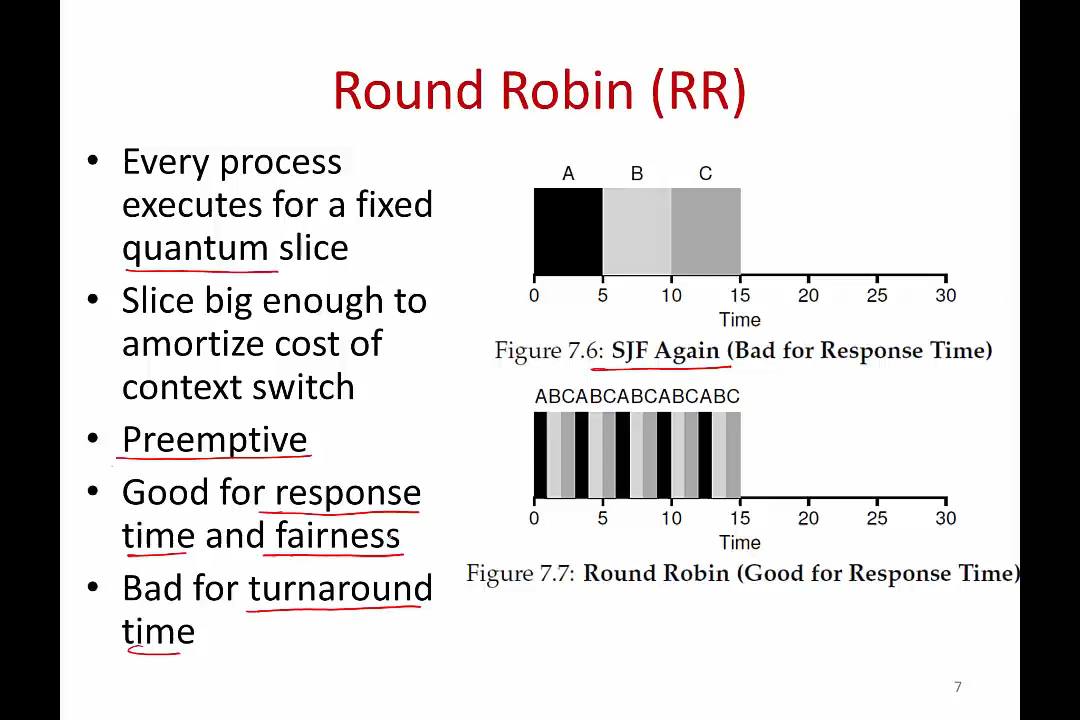 Round Robin (RR)
• Every process
executes for a fixed
quantum slice
• Slice big enough to
amortize cost of
context switch
• Preemptive
• Good for response
time and fairness
• Bad for turnaround
time
A B C
0 5 10 15 20 25 30
Time
Figure 7.6: SJF Again (Bad for Response Time)
ABCABCABCABCABC
0 5 10 15 20 25 30
Time
Figure 7.7: Round Robin (Good for Response Time)
7